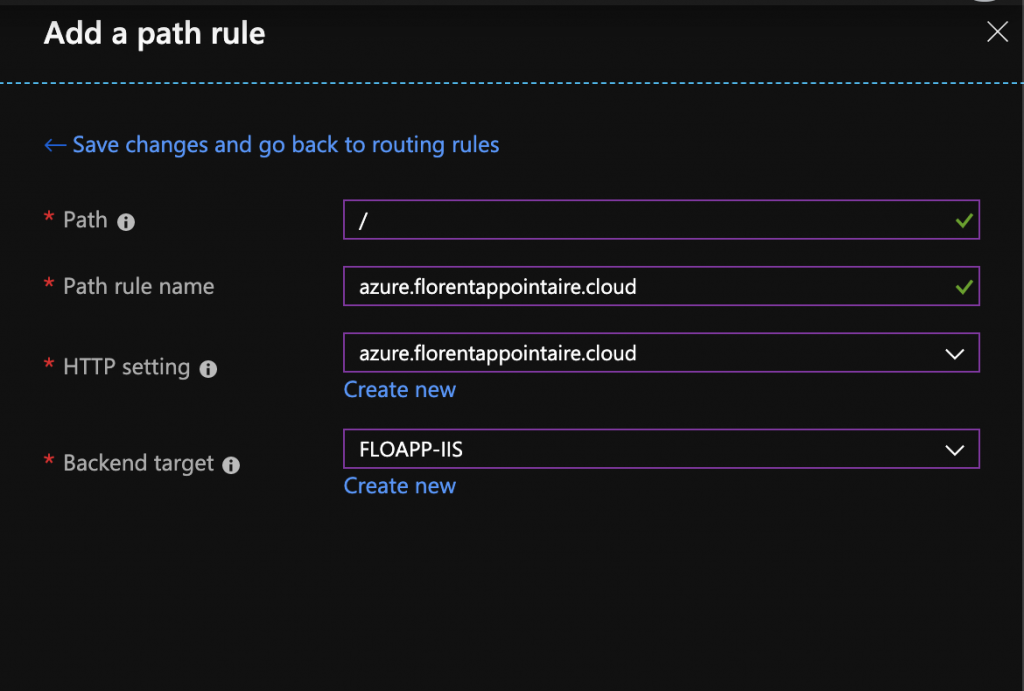 Add a path rule
← Save changes and go back to routing rules
* Path
/
* Path rule name
azure.florentappointaire.cloud
* HTTP setting
azure.florentappointaire.cloud
Create new
* Backend target
FLOAPP-IIS
Create new